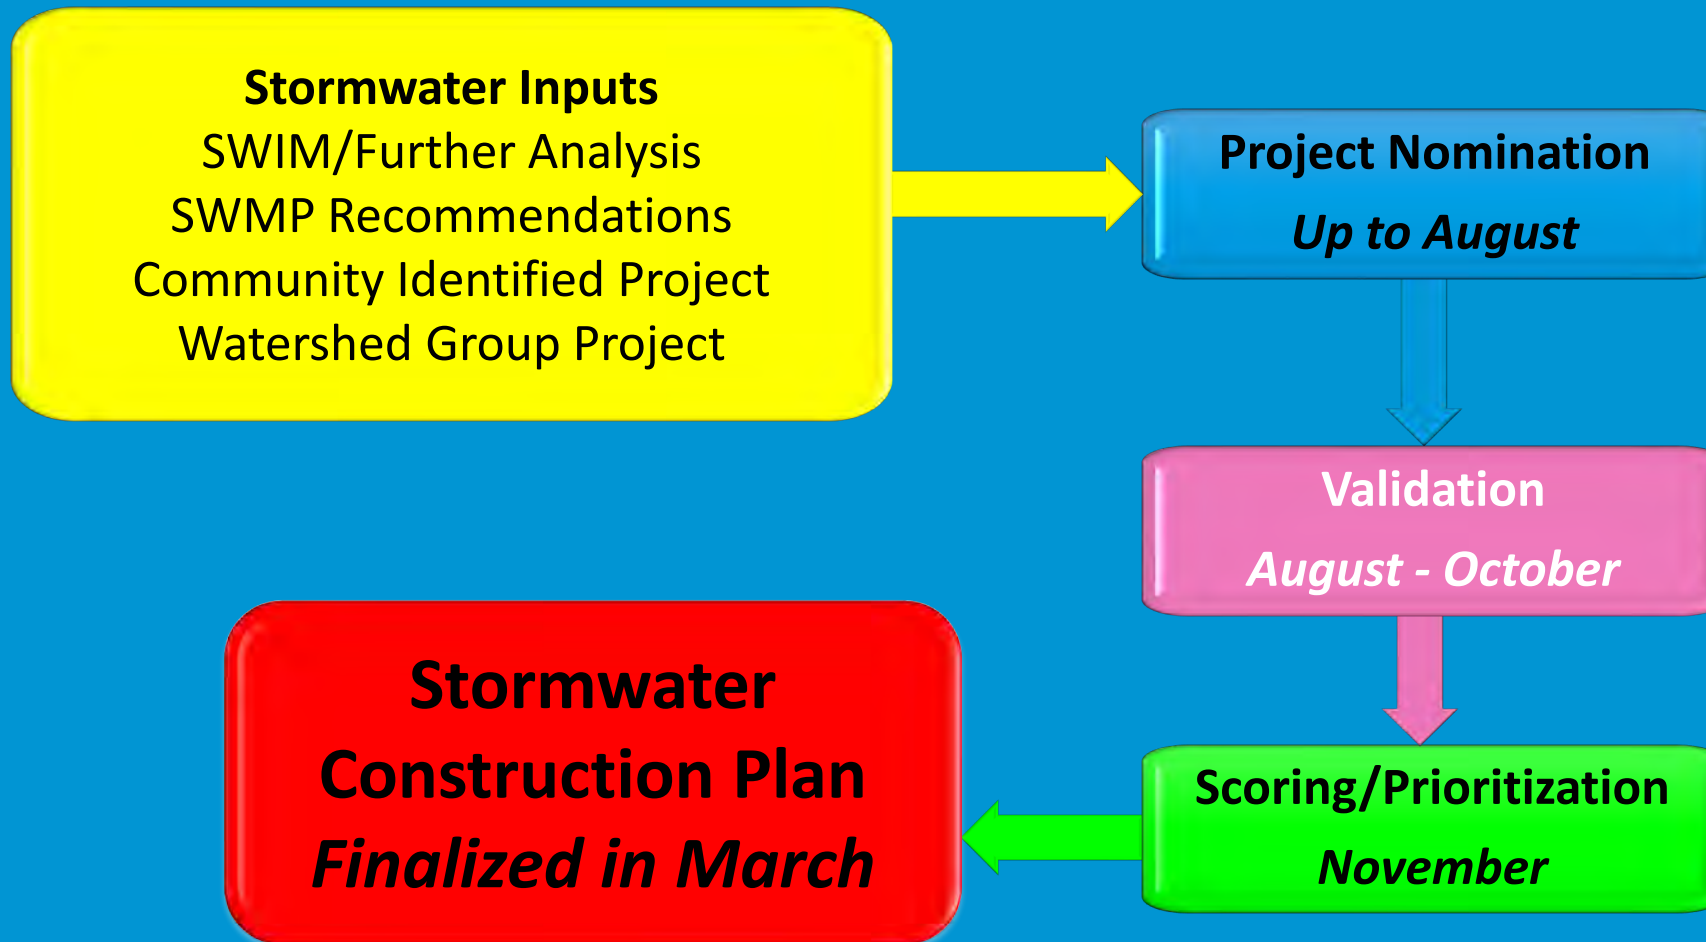 Stormwater Inputs
SWIM/Further Analysis
SWMP Recommendations
Community Identified Project
Watershed Group Project
Project Nomination
Up to August
Validation
August - October
Scoring/Prioritization
November
Stormwater
Construction Plan
Finalized in March